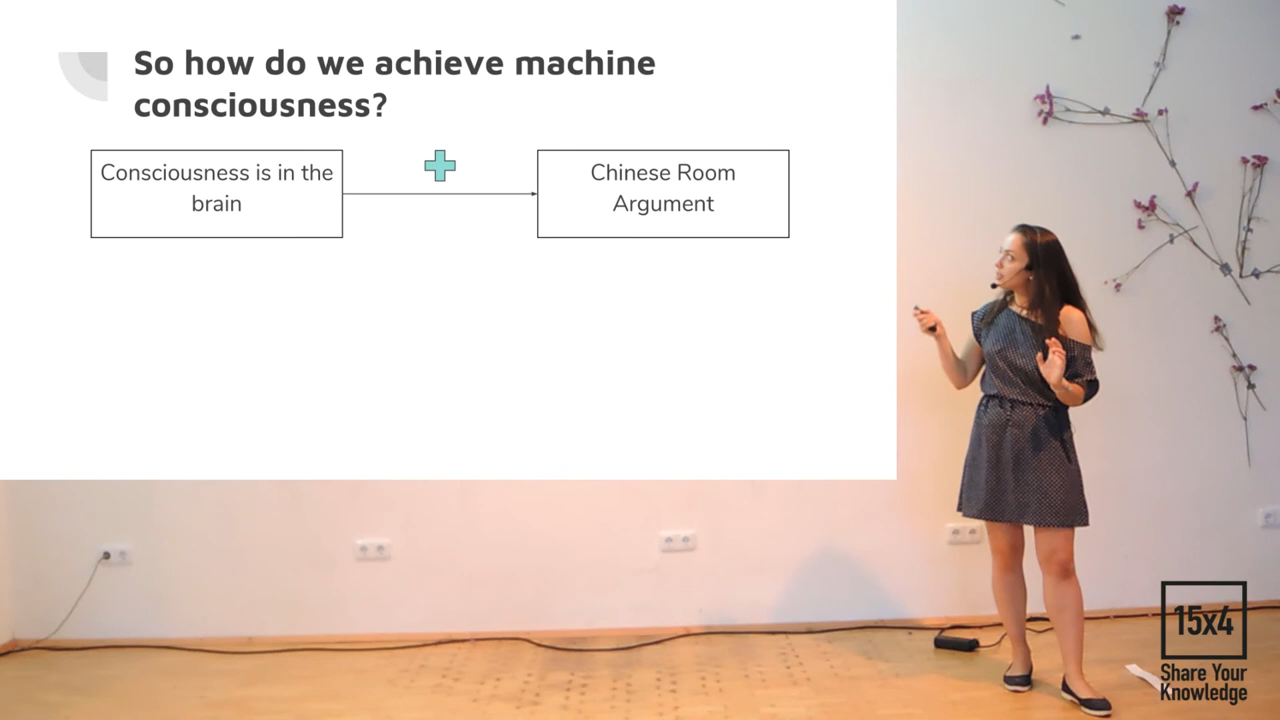 So how do we achieve machine
consciousness?
Consciousness is in the
brain
Chinese Room
Argument
15x4
Share Your
Knowledge